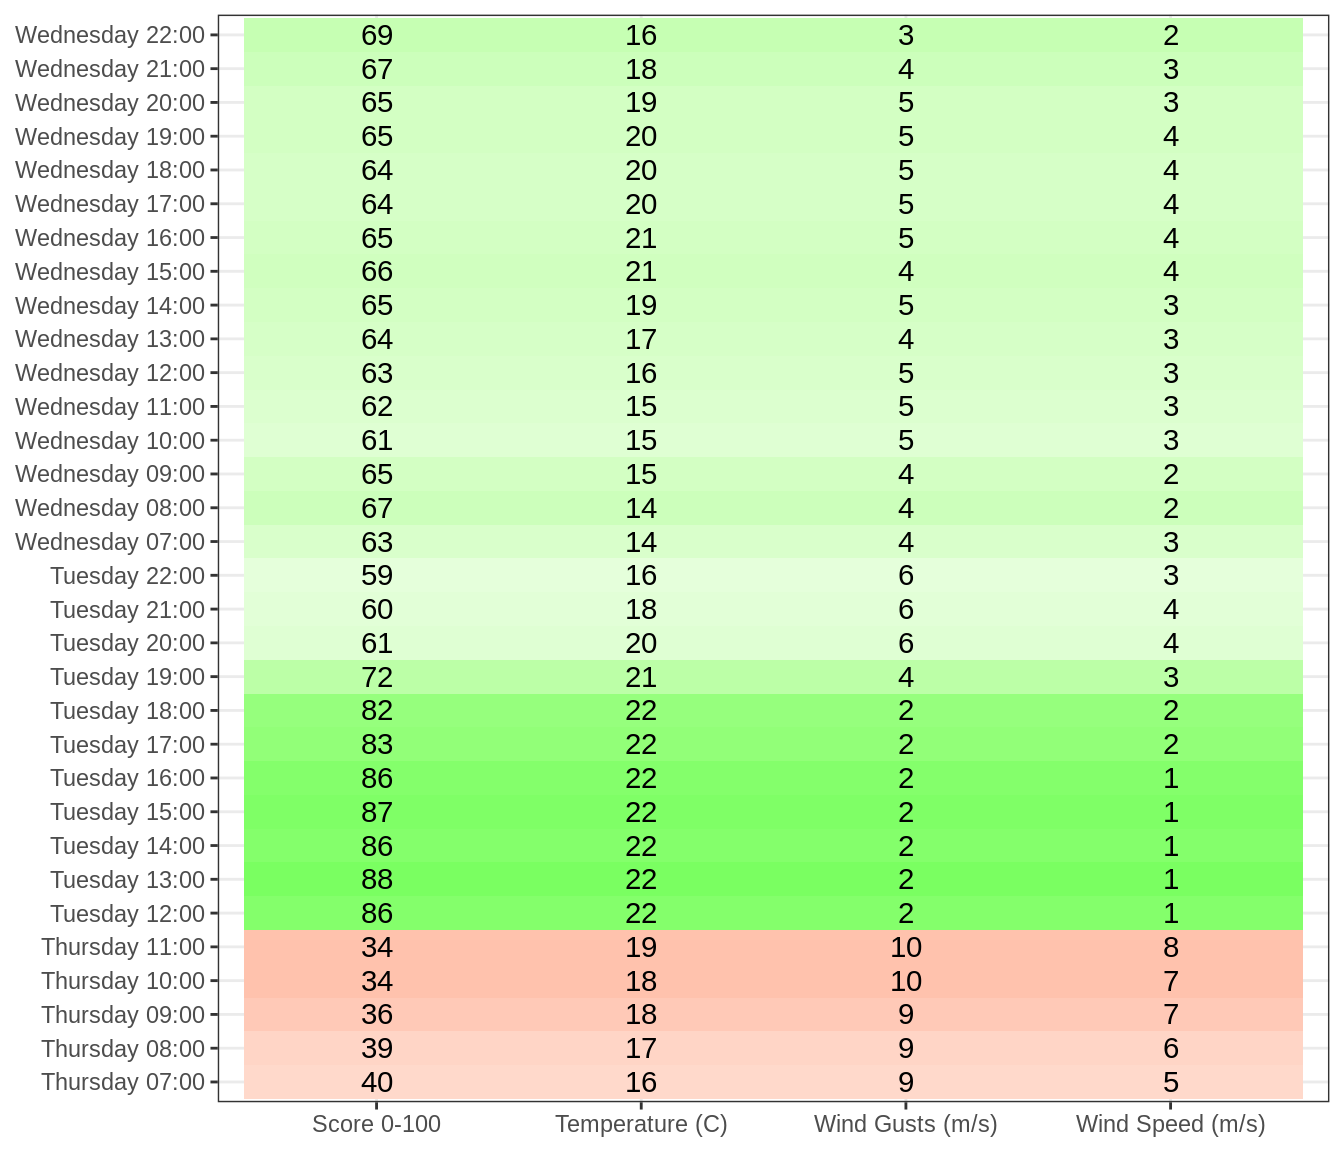 Wednesday 22:00 69 16 3 2
Wednesday 21:00 67 18 4 3
Wednesday 20:00 65 19 5 3
Wednesday 19:00 65 20 5 4
Wednesday 18:00 64 20 5 4
Wednesday 17:00 64 20 5 4
Wednesday 16:00 65 21 5 4
Wednesday 15:00 66 21 4 4
Wednesday 14:00 65 19 5 3
Wednesday 13:00 64 17 4 3
Wednesday 12:00 63 16 5 3
Wednesday 11:00 62 15 5 3
Wednesday 10:00 61 15 5 3
Wednesday 09:00 65 15 4 2
Wednesday 08:00 67 14 4 2
Wednesday 07:00 63 14 4 3
Tuesday 22:00 59 16 6 3
Tuesday 21:00 60 18 6 4
Tuesday 20:00 61 20 6 4
Tuesday 19:00 72 21 4 3
Tuesday 18:00 82 22 2 2
Tuesday 17:00 83 22 2 2
Tuesday 16:00 86 22 2 1
Tuesday 15:00 87 22 2 1
Tuesday 14:00 86 22 2 1
Tuesday 13:00 88 22 2 1
Tuesday 12:00 86 22 2 1
Thursday 11:00 34 19 10 8
Thursday 10:00 34 18 10 7
Thursday 09:00 36 18 9 7
Thursday 08:00 39 17 9 6
Thursday 07:00 40 16 9 5
Score 0-100 Temperature (C) Wind Gusts (m/s) Wind Speed (m/s)